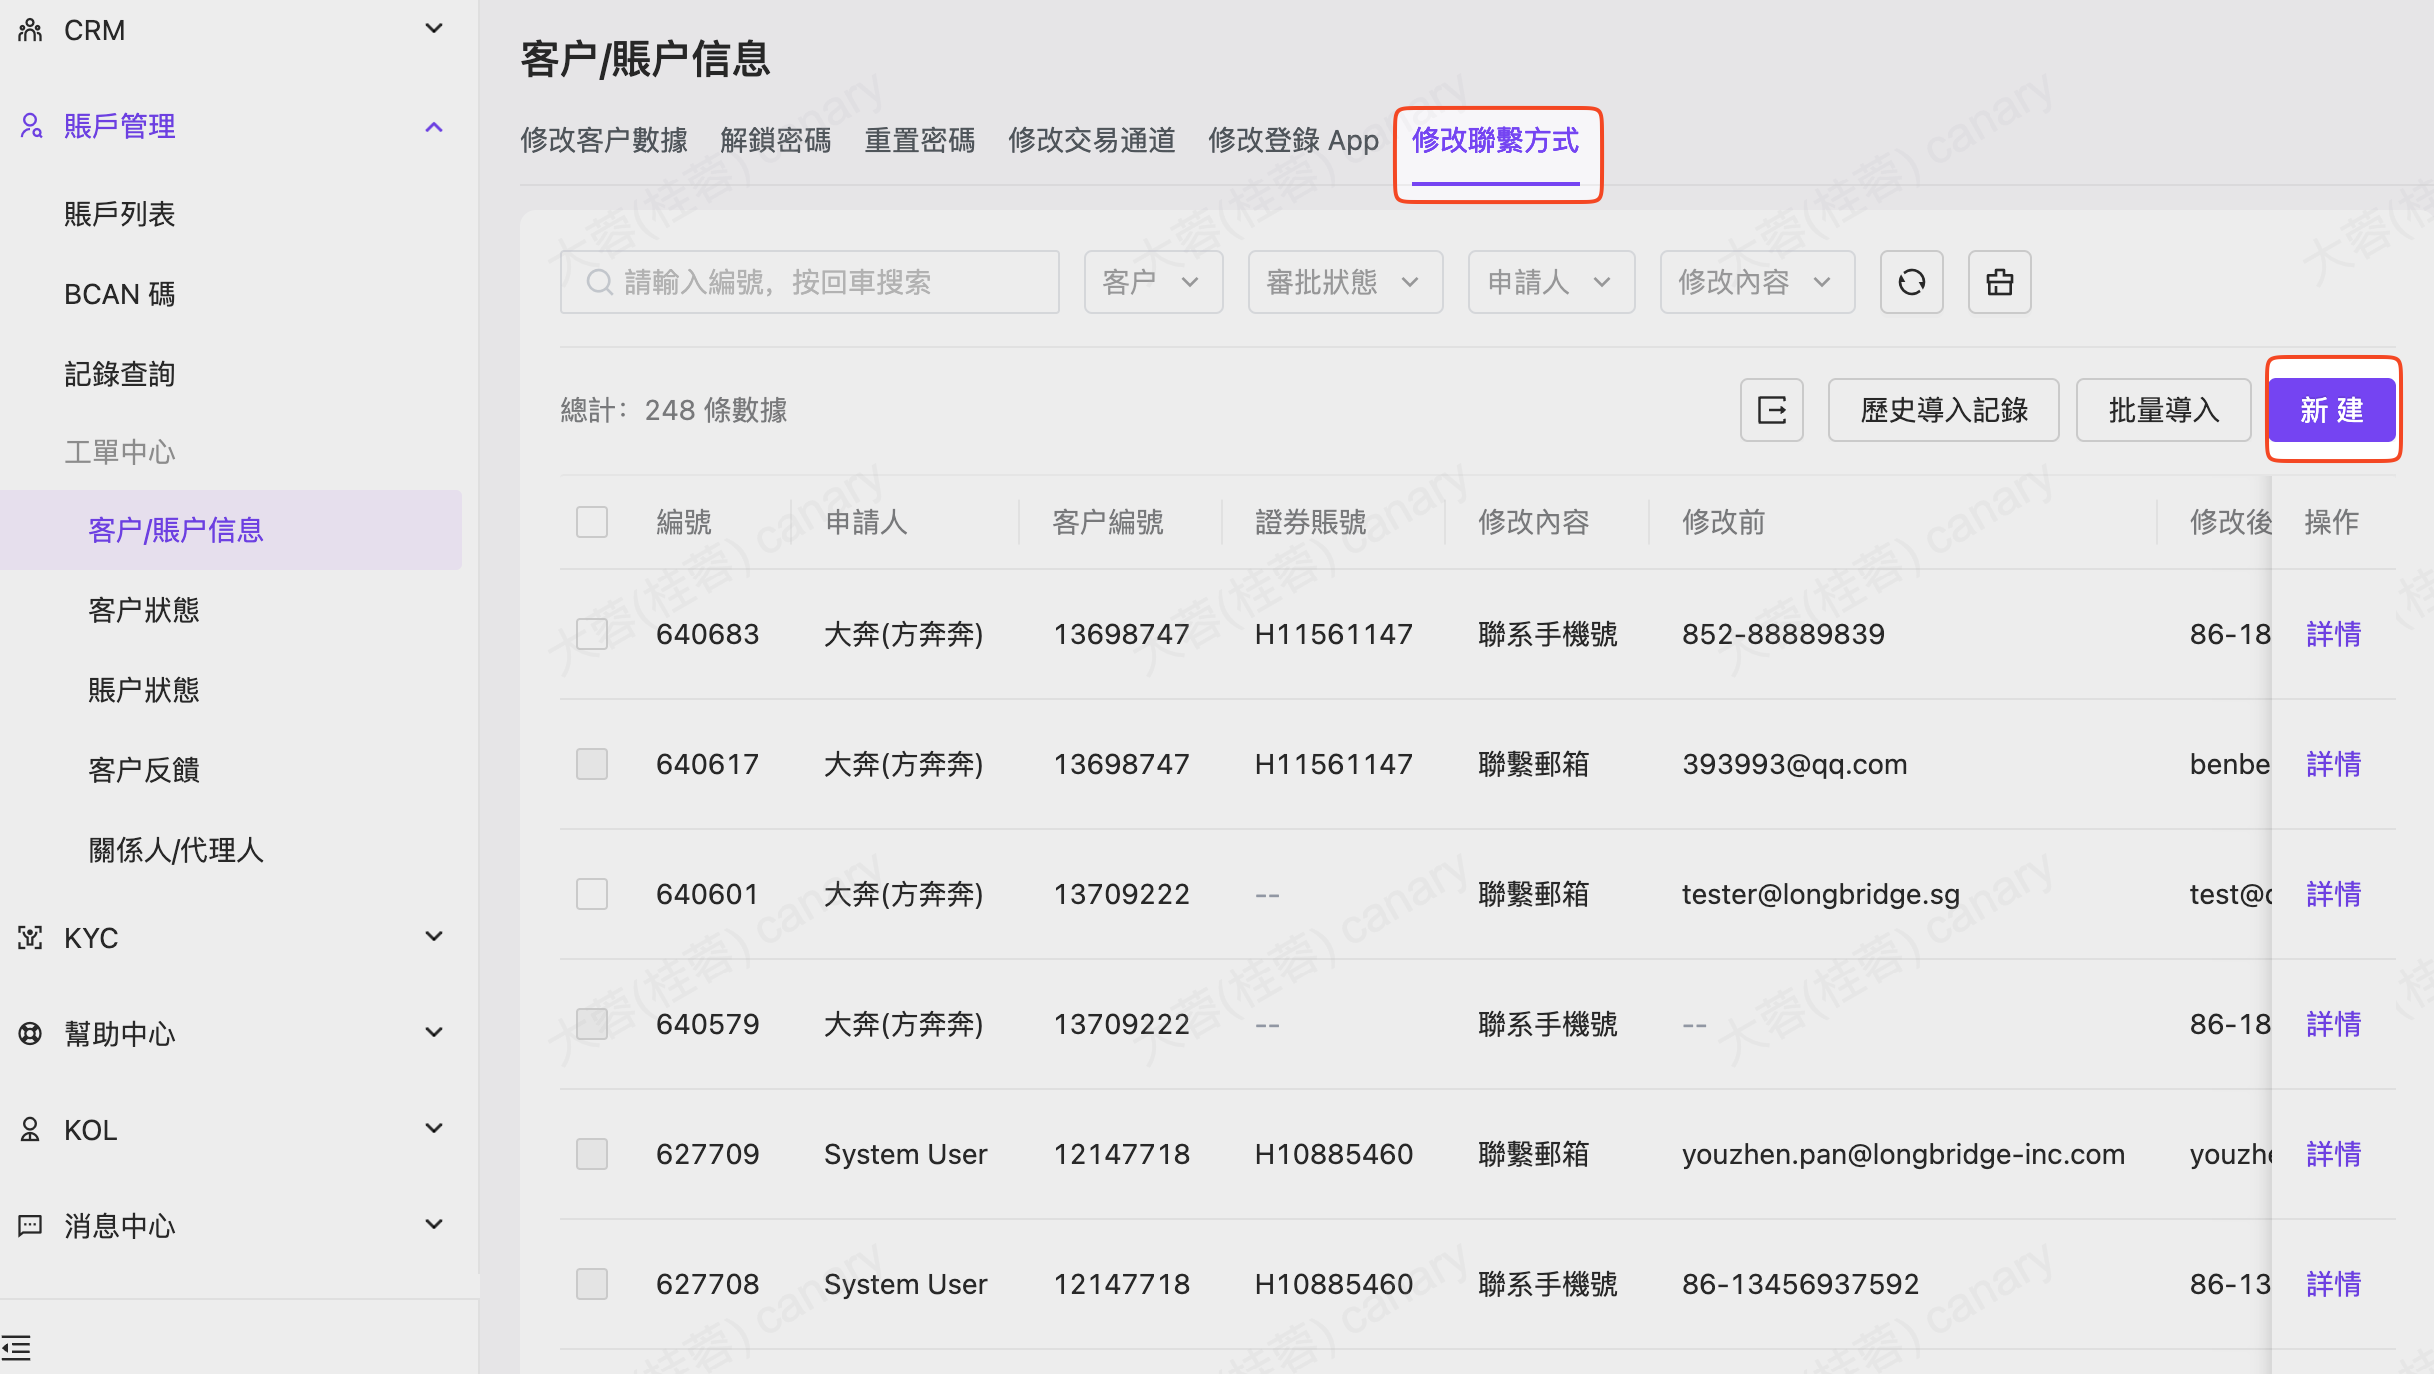 CRM
賬戶管理
賬戶列表
BCAN 碼
記錄查詢
工單中心
客户/賬户信息
客户狀態
賬户狀態
客户反饋
關係人/代理人
KYC
幫助中心
KOL
消息中心
客户/賬户信息
修改客户數據 解鎖密碼 重置密碼 修改交易通道 修改登錄 App 修改聯繫方式
請輸入編號，按回車搜索 客户 審批狀態 申請人 修改內容
總計： 248 條數據 歷史導入記錄 批量導入 新 建
編號 申請人 客户編號 證券賬號 修改內容 修改前 修改後 操作
640683 大奔(方奔奔) 13698747 H11561147 聯系手機號 852-88889839 86-18 詳情
640617 大奔(方奔奔) 13698747 H11561147 聯繫郵箱 393993@qq.com benbe 詳情
640601 大奔(方奔奔) 13709222 -- 聯繫郵箱 tester@longbridge.sg test@ 詳情
640579 大奔(方奔奔) 13709222 -- 聯系手機號 -- 86-18 詳情
627709 System User 12147718 H10885460 聯繫郵箱 youzhen.pan@longbridge-inc.com youzhe 詳情
627708 System User 12147718 H10885460 聯系手機號 86-13456937592 86-13 詳情
大蓉(桂蓉) canary